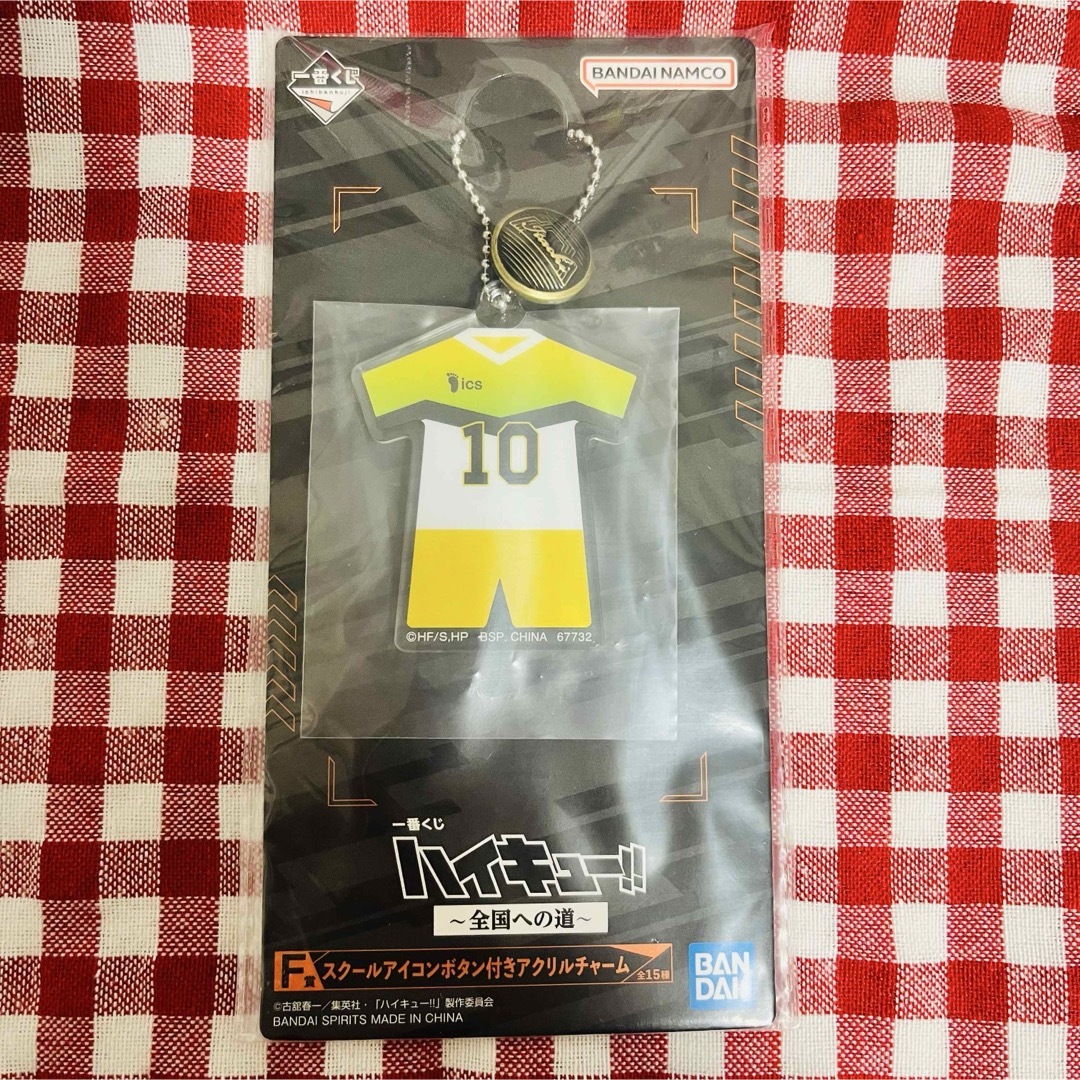 一番くじ
ichibankuji
BANDAI NAMCO
ics
10
©HF/S,HP BSP. CHINA 67732
一番くじ
ハイキュー!!
~全国への道~
F賞 スクールアイコンボタン付きアクリルチャーム 全15種
©古舘春一/集英社・「ハイキュー!!」製作委員会
BANDAI SPIRITS MADE IN CHINA
BAN
DAI